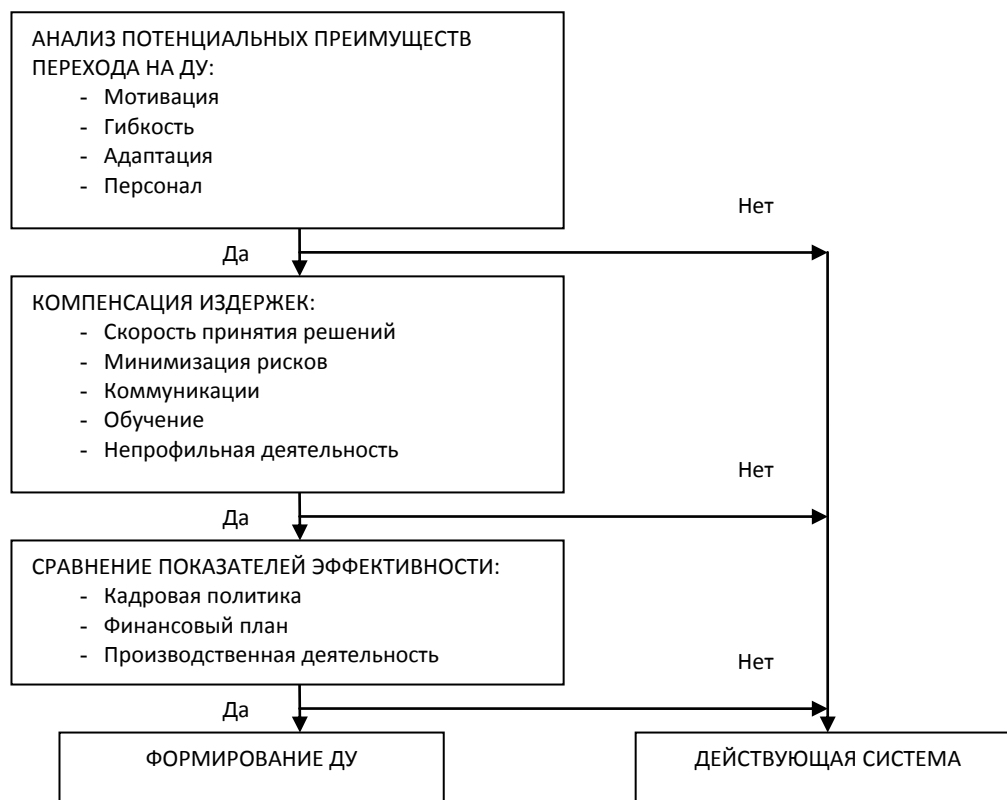 АНАЛИЗ ПОТЕНЦИАЛЬНЫХ ПРЕИМУЩЕСТВ
ПЕРЕХОДА НА ДУ:
- Мотивация
- Гибкость
- Адаптация
- Персонал
Нет
Да
КОМПЕНСАЦИЯ ИЗДЕРЖЕК:
- Скорость принятия решений
- Минимизация рисков
- Коммуникации
- Обучение
- Непрофильная деятельность
Нет
Да
СРАВНЕНИЕ ПОКАЗАТЕЛЕЙ ЭФФЕКТИВНОСТИ:
- Кадровая политика
- Финансовый план
- Производственная деятельность
Нет
Да
ФОРМИРОВАНИЕ ДУ
ДЕЙСТВУЮЩАЯ СИСТЕМА